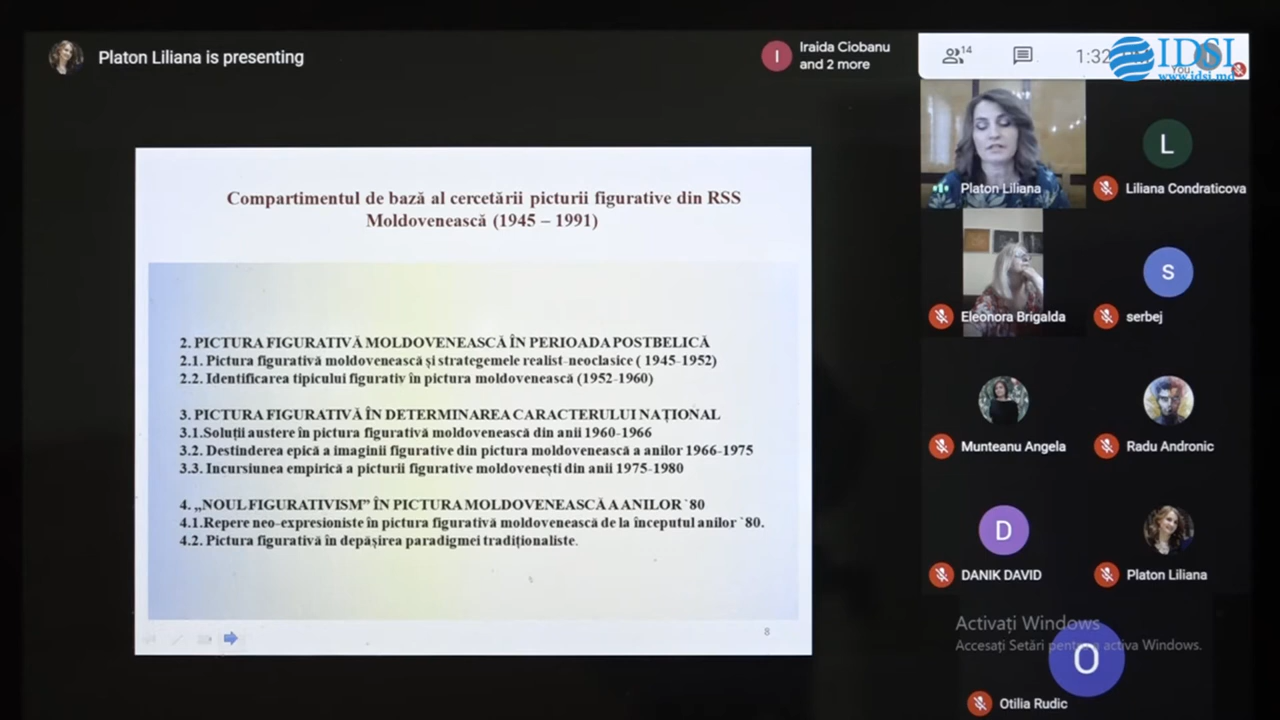 Platon Liliana is presenting
I
Iraida Ciobanu
and 2 more
14
1:32
IDSI
www.idsi.md
You
Platon Liliana
L
Liliana Condraticova
Eleonora Brigalda
S
serbej
Munteanu Angela
Radu Andronic
D
DANIK DAVID
Platon Liliana
Activați Windows
Accesați Setări pentru a activa Windows.
O
Otilia Rudic
Compartimentul de bază al cercetării picturii figurative din RSS
Moldovenească (1945 – 1991)
2. PICTURA FIGURATIVĂ MOLDOVENEASCĂ ÎN PERIOADA POSTBELICĂ
2.1. Pictura figurativă moldovenească și strategemele realist-neoclasice ( 1945-1952)
2.2. Identificarea tipicului figurativ în pictura moldovenească (1952-1960)
3. PICTURA FIGURATIVĂ ÎN DETERMINAREA CARACTERULUI NAȚIONAL
3.1.Soluții austere în pictura figurativă moldovenească din anii 1960-1966
3.2. Destinderea epică a imaginii figurative din pictura moldovenească a anilor 1966-1975
3.3. Incursiunea empirică a picturii figurative moldovenești din anii 1975-1980
4. „NOUL FIGURATIVISM” ÎN PICTURA MOLDOVENEASCĂ A ANILOR `80
4.1.Repere neo-expresioniste în pictura figurativă moldovenească de la începutul anilor `80.
4.2. Pictura figurativă în depășirea paradigmei tradiționaliste.
8